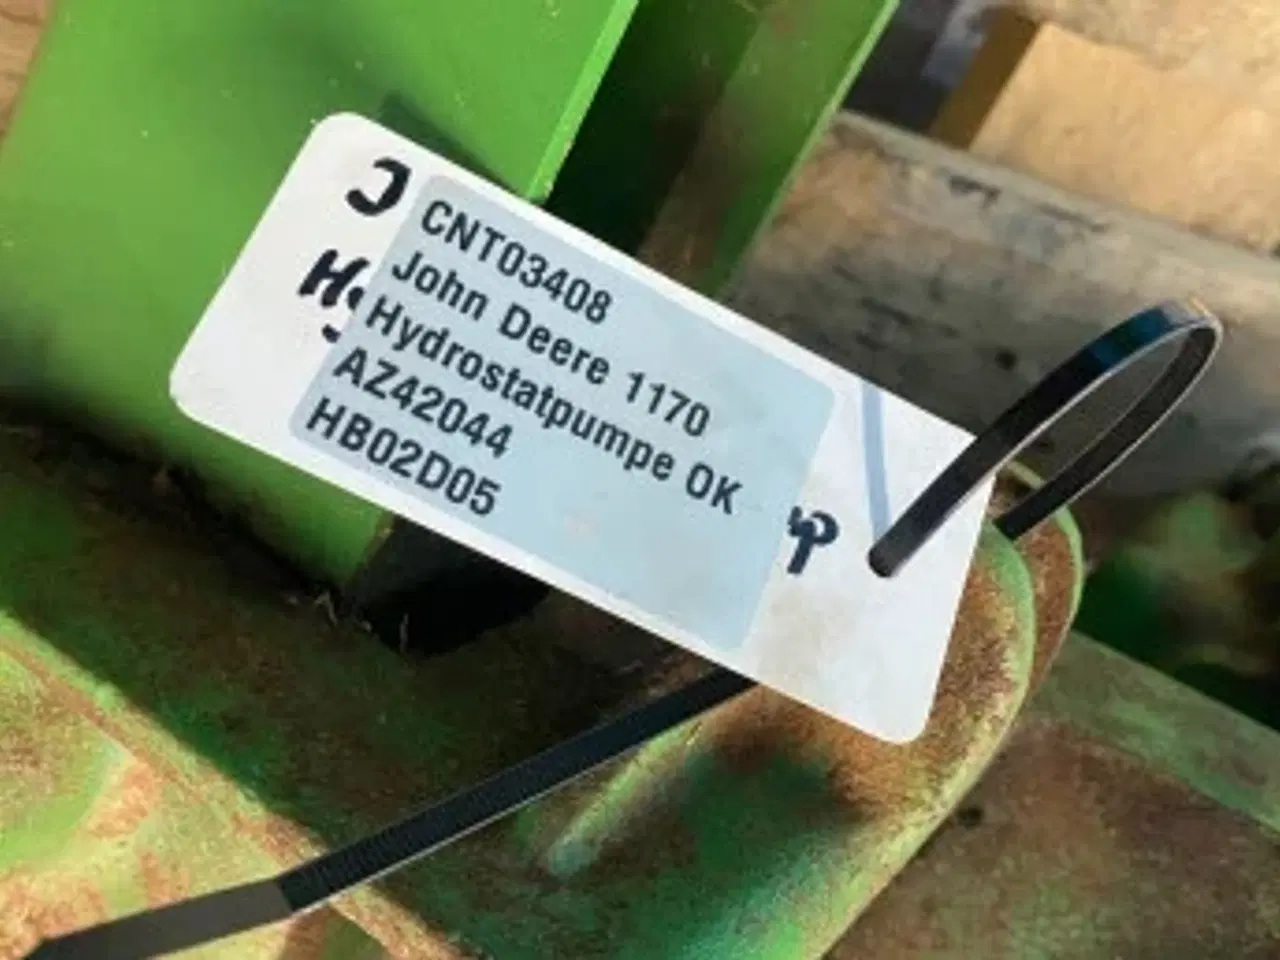 CNT03408
John Deere 1170
Hydrostatpumpe OK
AZ42044
HB02D05